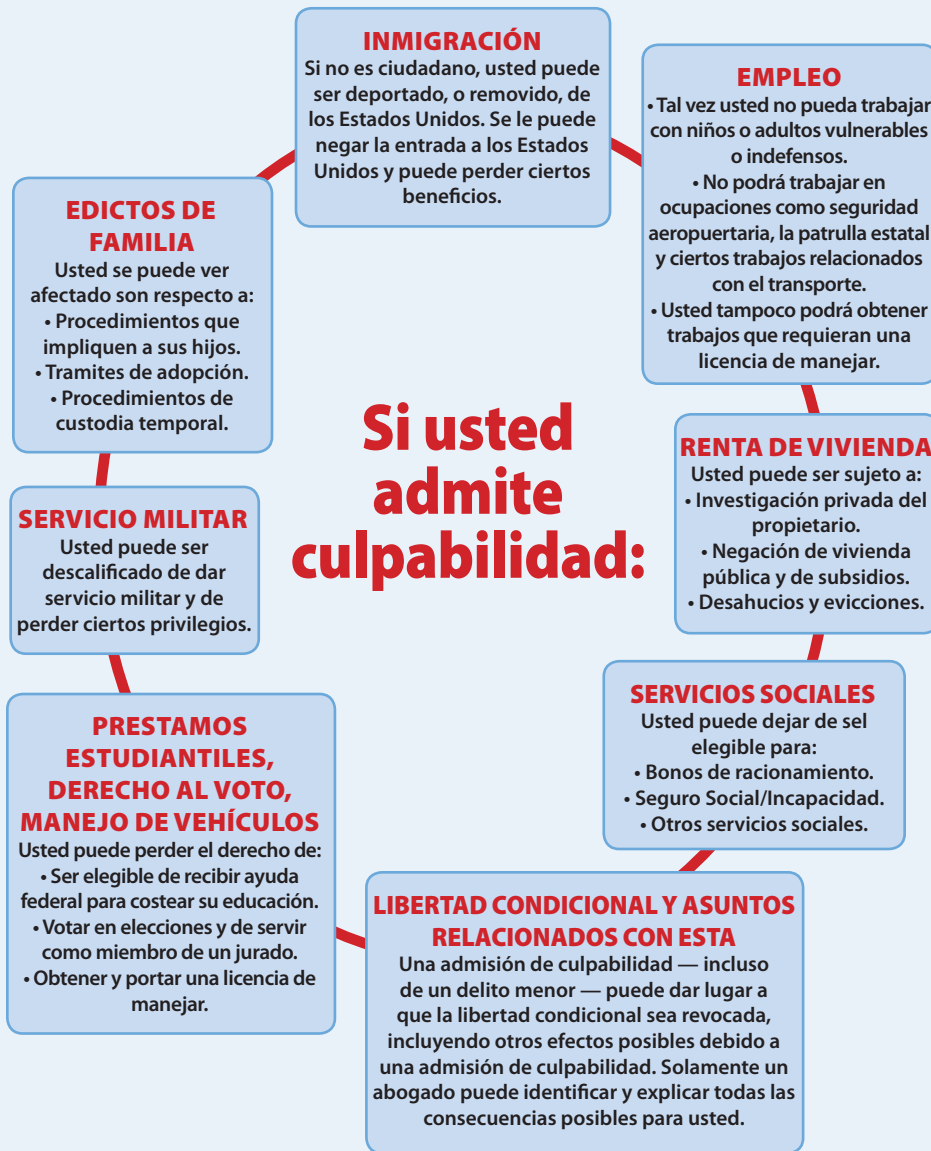 INMIGRACIÓN
Si no es ciudadano, usted puede
ser deportado, o removido, de
los Estados Unidos. Se le puede
negar la entrada a los Estados
Unidos y puede perder ciertos
beneficios.
EMPLEO
• Tal vez usted no pueda trabajar
con niños o adultos vulnerables
o indefensos.
• No podrá trabajar en
ocupaciones como seguridad
aeropuertaria, la patrulla estatal
y ciertos trabajos relacionados
con el transporte.
• Usted tampoco podrá obtener
trabajos que requieran una
licencia de manejar.
EDICTOS DE
FAMILIA
Usted se puede ver
afectado son respecto a:
• Procedimientos que
impliquen a sus hijos.
• Tramites de adopción.
• Procedimientos de
custodia temporal.
Si usted
admite
culpabilidad:
RENTA DE VIVIENDA
Usted puede ser sujeto a:
• Investigación privada del
propietario.
• Negación de vivienda
pública y de subsidios.
• Desahucios y evicciones.
SERVICIO MILITAR
Usted puede ser
descalificado de dar
servicio militar y de
perder ciertos privilegios.
SERVICIOS SOCIALES
Usted puede dejar de sel
elegible para:
• Bonos de racionamiento.
• Seguro Social/Incapacidad.
• Otros servicios sociales.
PRESTAMOS
ESTUDIANTILES,
DERECHO AL VOTO,
MANEJO DE VEHÍCULOS
Usted puede perder el derecho de:
• Ser elegible de recibir ayuda
federal para costear su educación.
• Votar en elecciones y de servir
como miembro de un jurado.
• Obtener y portar una licencia de
manejar.
LIBERTAD CONDICIONAL Y ASUNTOS
RELACIONADOS CON ESTA
Una admisión de culpabilidad — incluso
de un delito menor — puede dar lugar a
que la libertad condicional sea revocada,
incluyendo otros efectos posibles debido a
una admisión de culpabilidad. Solamente un
abogado puede identificar y explicar todas las
consecuencias posibles para usted.